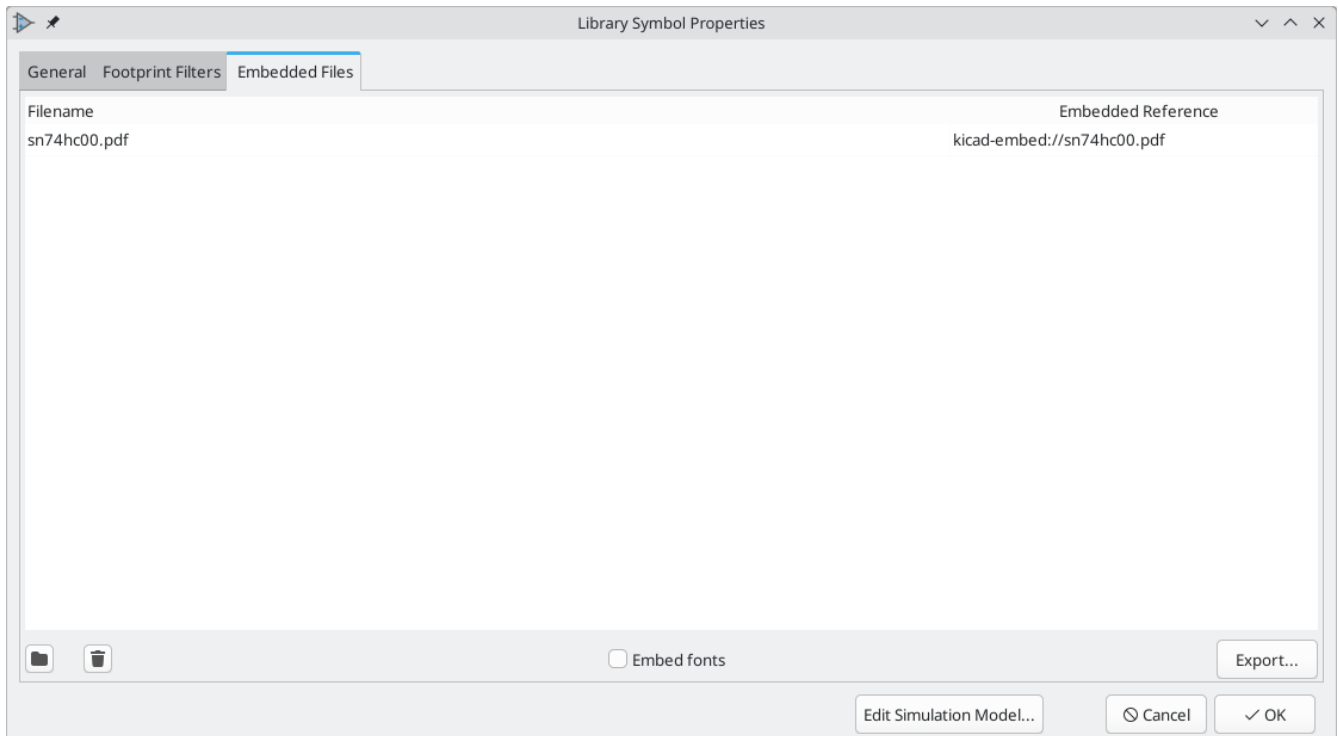 Library Symbol Properties
General Footprint Filters Embedded Files
Filename Embedded Reference
sn74hc00.pdf kicad-embed://sn74hc00.pdf
Embed fonts Export...
Edit Simulation Model... Cancel OK